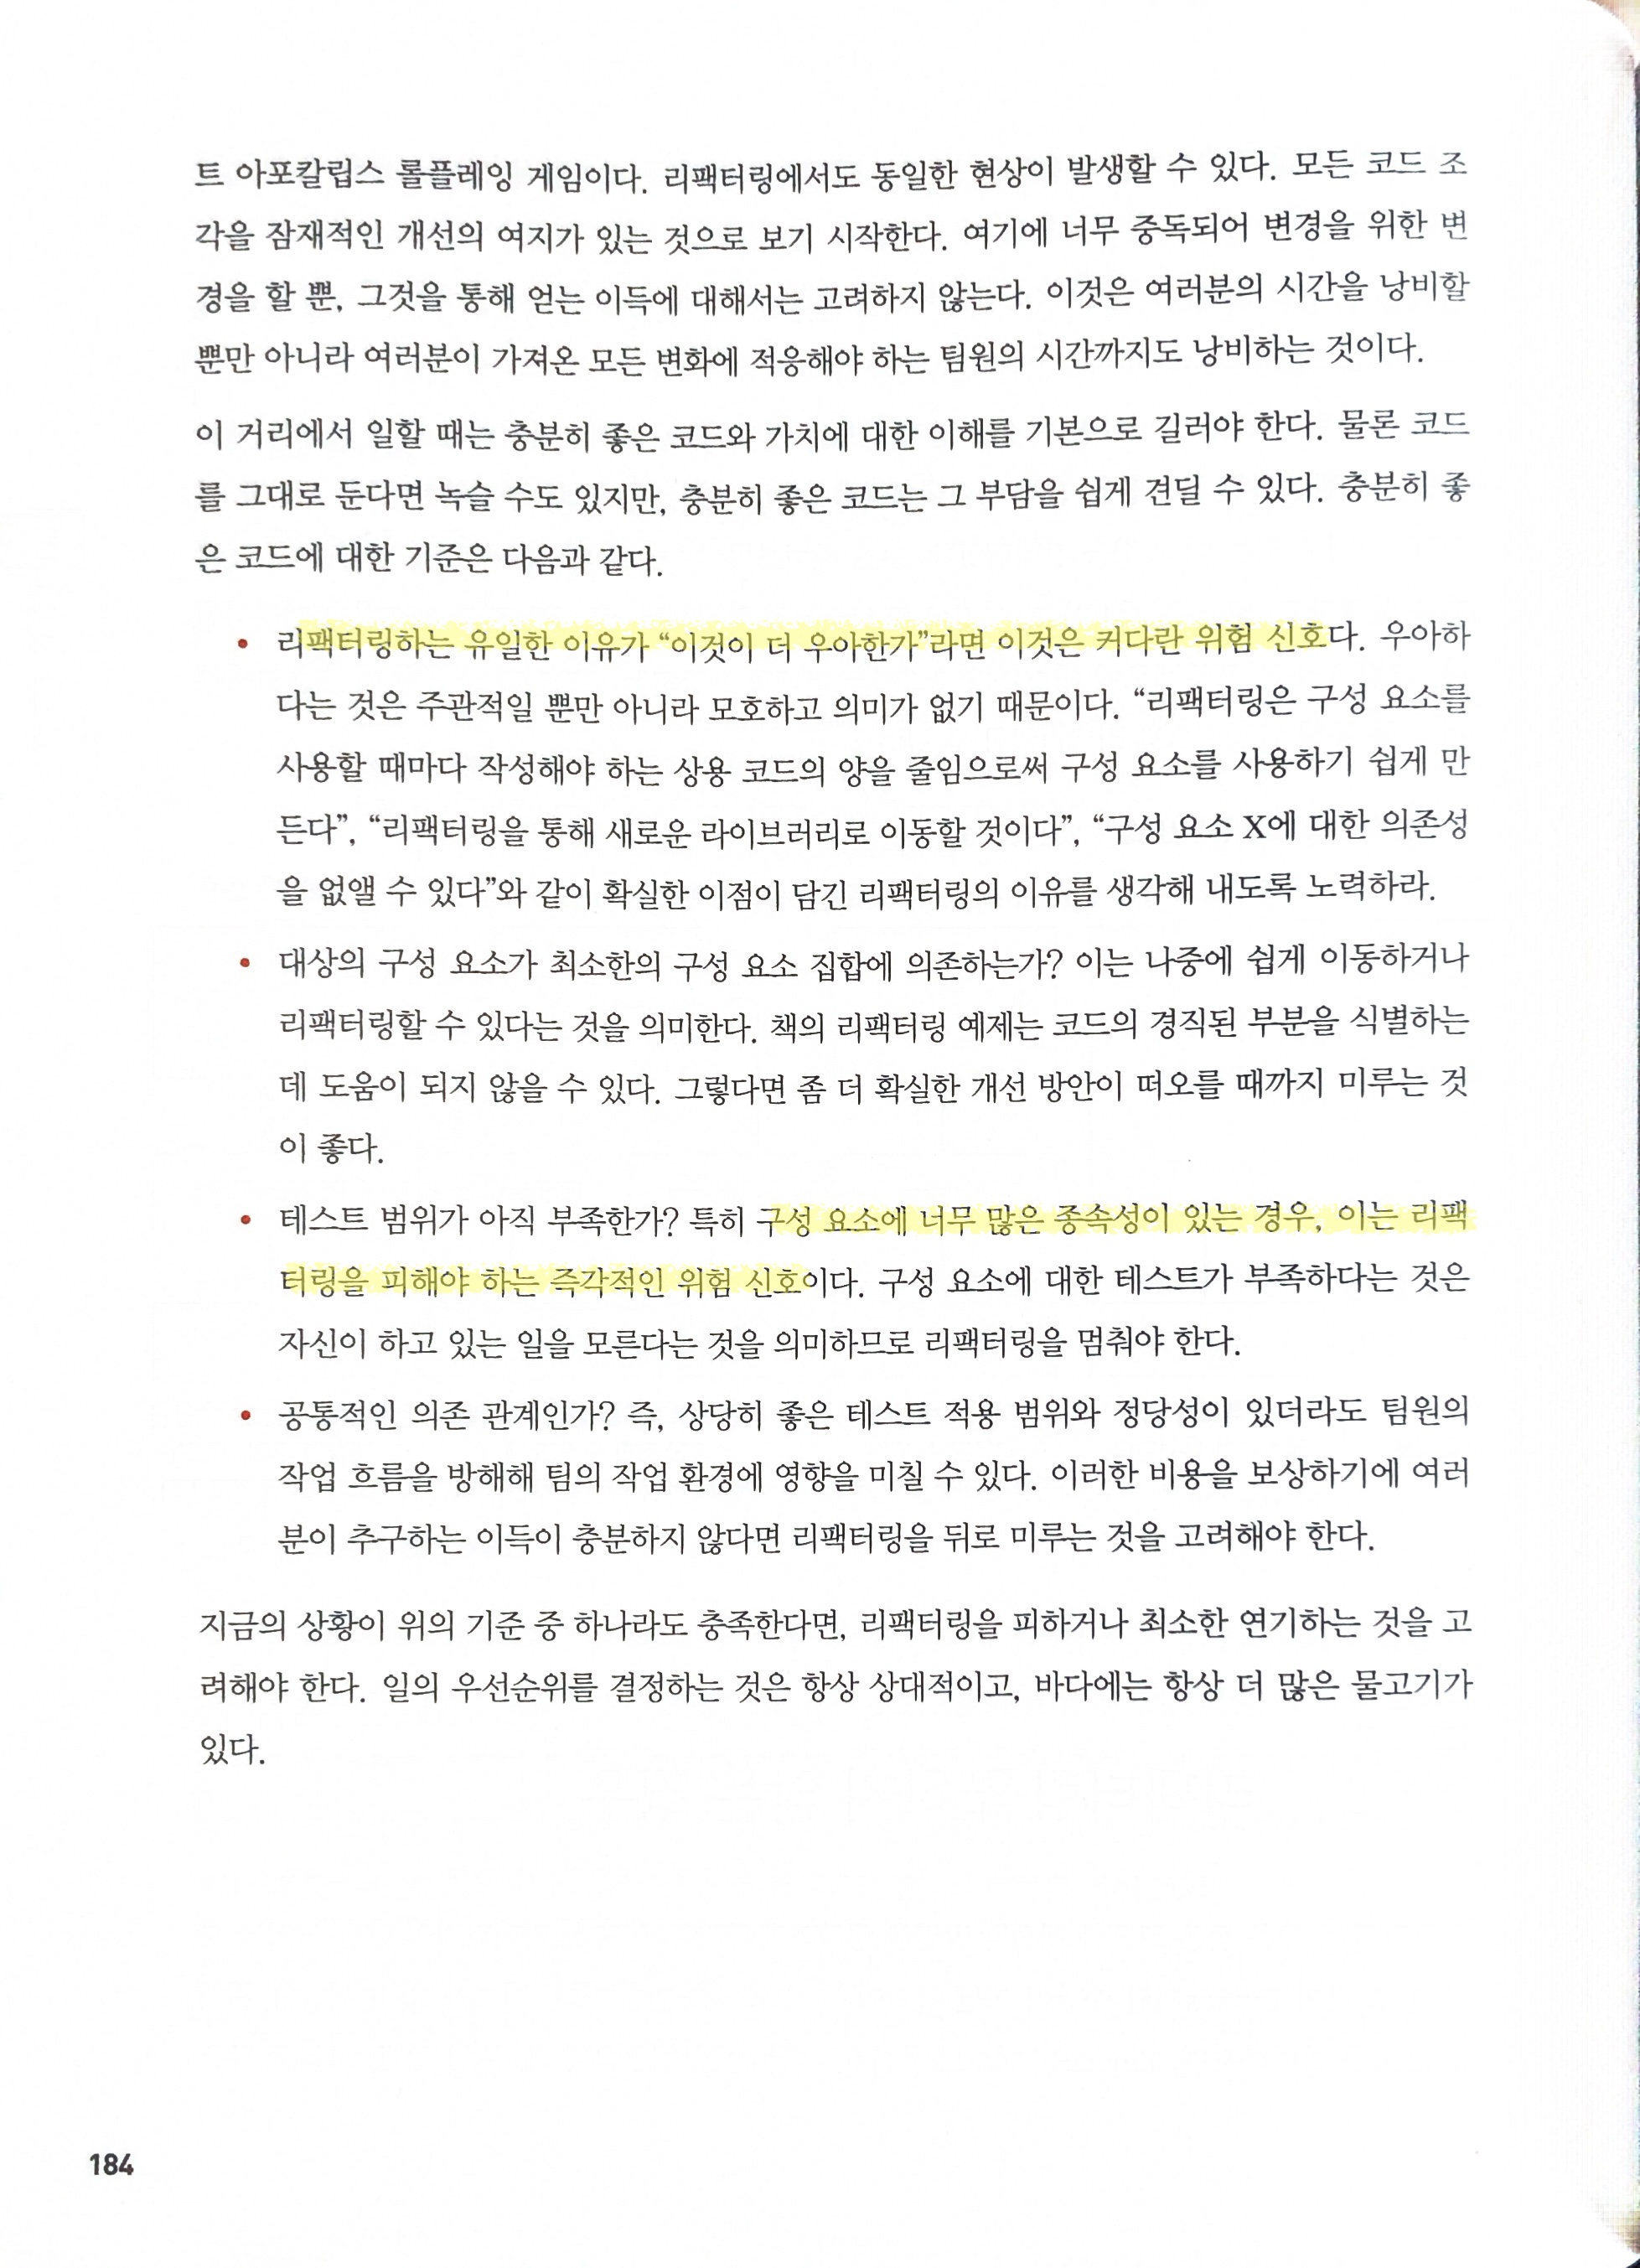 트 아포칼립스 롤플레잉 게임이다. 리팩터링에서도 동일한 현상이 발생할 수 있다. 모든 코드 조
각을 잠재적인 개선의 여지가 있는 것으로 보기 시작한다. 여기에 너무 중독되어 변경을 위한 변
경을 할 뿐, 그것을 통해 얻는 이득에 대해서는 고려하지 않는다. 이것은 여러분의 시간을 낭비할
뿐만 아니라 여러분이 가져온 모든 변화에 적응해야 하는 팀원의 시간까지도 낭비하는 것이다.
이 거리에서 일할 때는 충분히 좋은 코드와 가치에 대한 이해를 기본으로 길러야 한다. 물론 코드
를 그대로 둔다면 녹슬 수도 있지만, 충분히 좋은 코드는 그 부담을 쉽게 견딜 수 있다. 충분히 좋
은 코드에 대한 기준은 다음과 같다.
• 리팩터링하는 유일한 이유가 “이것이 더 우아한가”라면 이것은 커다란 위험 신호다. 우아하
다는 것은 주관적일 뿐만 아니라 모호하고 의미가 없기 때문이다. “리팩터링은 구성 요소를
사용할 때마다 작성해야 하는 상용 코드의 양을 줄임으로써 구성 요소를 사용하기 쉽게 만
든다”, “리팩터링을 통해 새로운 라이브러리로 이동할 것이다”, “구성 요소 X에 대한 의존성
을 없앨 수 있다”와 같이 확실한 이점이 담긴 리팩터링의 이유를 생각해 내도록 노력하라.
• 대상의 구성 요소가 최소한의 구성 요소 집합에 의존하는가? 이는 나중에 쉽게 이동하거나
리팩터링할 수 있다는 것을 의미한다. 책의 리팩터링 예제는 코드의 경직된 부분을 식별하는
데 도움이 되지 않을 수 있다. 그렇다면 좀 더 확실한 개선 방안이 떠오를 때까지 미루는 것
이 좋다.
• 테스트 범위가 아직 부족한가? 특히 구성 요소에 너무 많은 종속성이 있는 경우, 이는 리팩
터링을 피해야 하는 즉각적인 위험 신호이다. 구성 요소에 대한 테스트가 부족하다는 것은
자신이 하고 있는 일을 모른다는 것을 의미하므로 리팩터링을 멈춰야 한다.
• 공통적인 의존 관계인가? 즉, 상당히 좋은 테스트 적용 범위와 정당성이 있더라도 팀원의
작업 흐름을 방해해 팀의 작업 환경에 영향을 미칠 수 있다. 이러한 비용을 보상하기에 여러
분이 추구하는 이득이 충분하지 않다면 리팩터링을 뒤로 미루는 것을 고려해야 한다.
지금의 상황이 위의 기준 중 하나라도 충족한다면, 리팩터링을 피하거나 최소한 연기하는 것을 고
려해야 한다. 일의 우선순위를 결정하는 것은 항상 상대적이고, 바다에는 항상 더 많은 물고기가
있다.
184